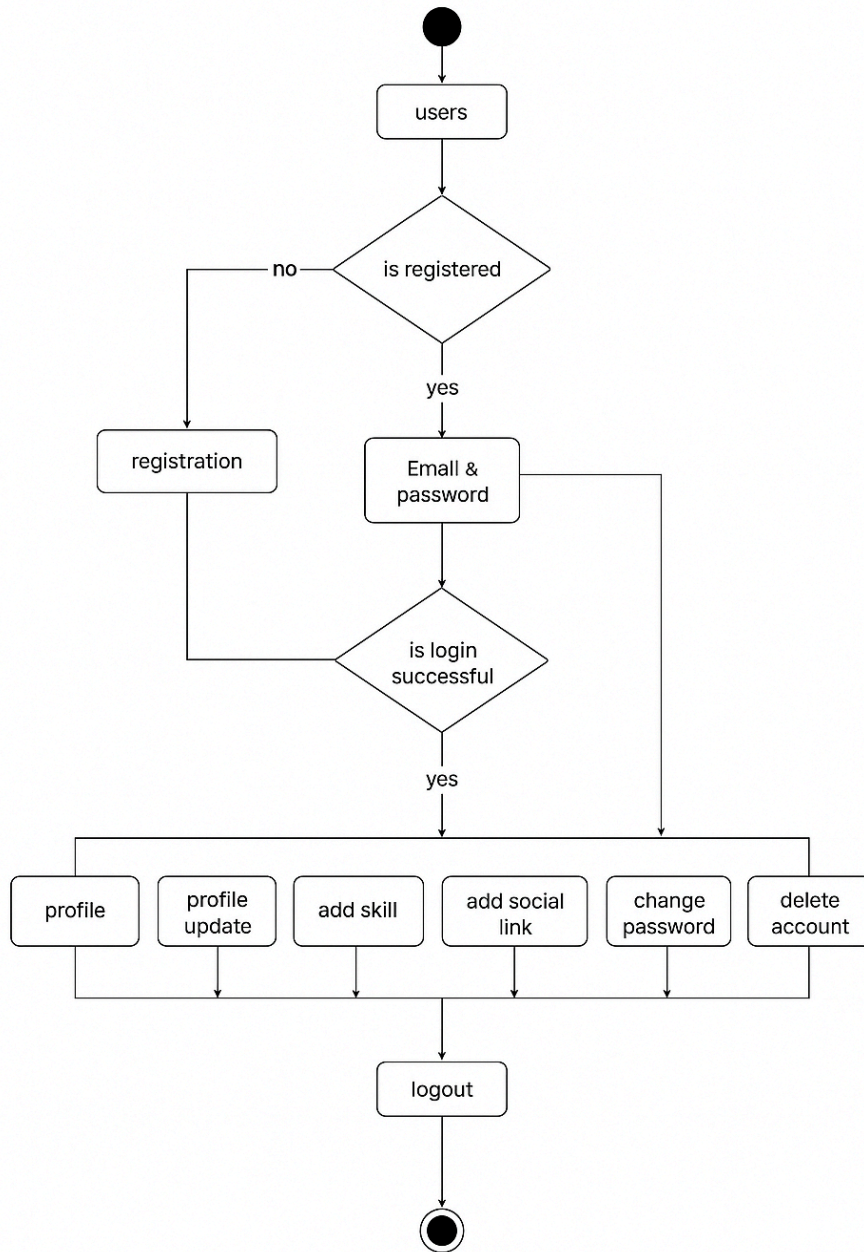 users
is registered
no
yes
registration
Emall &
password
is login
successful
yes
profile
profile
update
add skill
add social
link
change
password
delete
account
logout